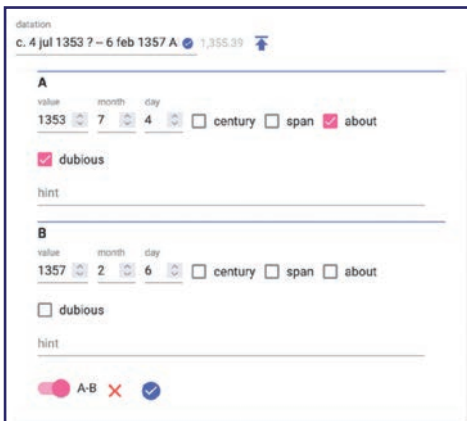 datation
c. 4 jul 1353 ? -- 6 feb 1357 A 1,355.39
A
value month day
1353 7 4 century span about
dubious
hint
B
value month day
1357 2 6 century span about
dubious
hint
A-B